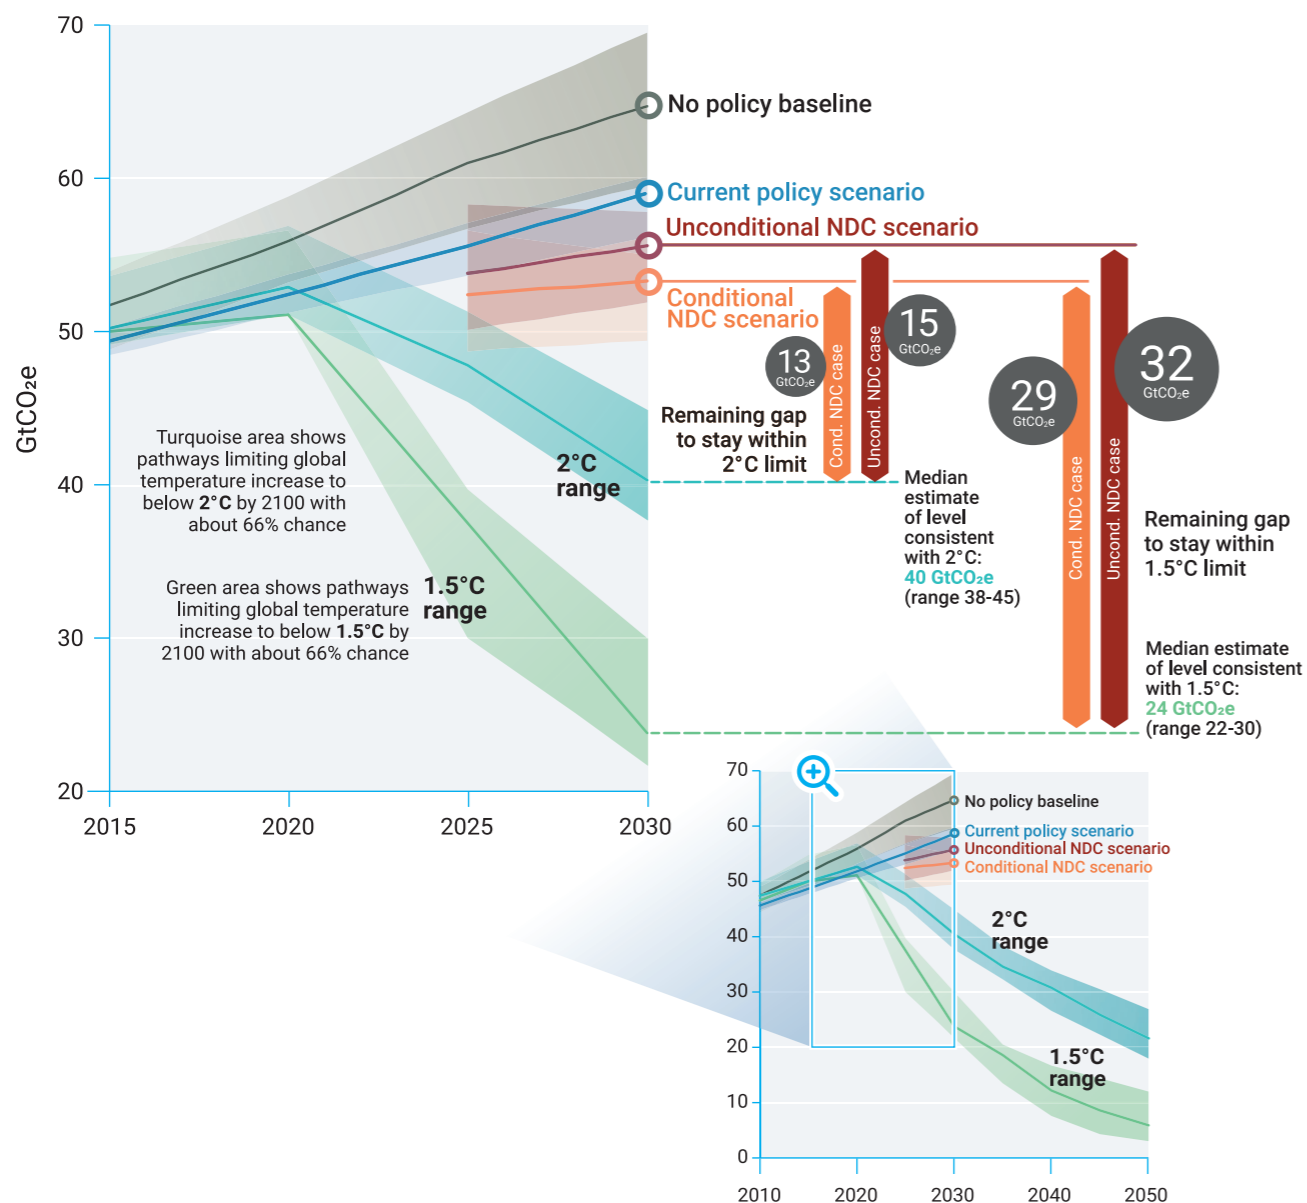 70
60
50
40
30
20
GtCO₂e
2015
2020
2025
2030
No policy baseline
Current policy scenario
Unconditional NDC scenario
Conditional
NDC scenario
Turquoise area shows
pathways limiting global
temperature increase to
below 2°C by 2100 with
about 66% chance
Green area shows pathways
limiting global temperature
increase to below 1.5°C by
2100 with about 66% chance
2°C
range
1.5°C
range
13
GtCO₂e
Cond. NDC case
Uncond. NDC case
15
GtCO₂e
Remaining gap
to stay within
2°C limit
Median
estimate
of level
consistent
with 2°C:
40 GtCO₂e
(range 38-45)
29
GtCO₂e
Cond. NDC case
Uncond. NDC case
32
GtCO₂e
Remaining gap
to stay within
1.5°C limit
Median estimate
of level consistent
with 1.5°C:
24 GtCO₂e
(range 22-30)
70
60
50
40
30
20
10
0
2010
2020
2030
2040
2050
No policy baseline
Current policy scenario
Unconditional NDC scenario
Conditional NDC scenario
2°C
range
1.5°C
range